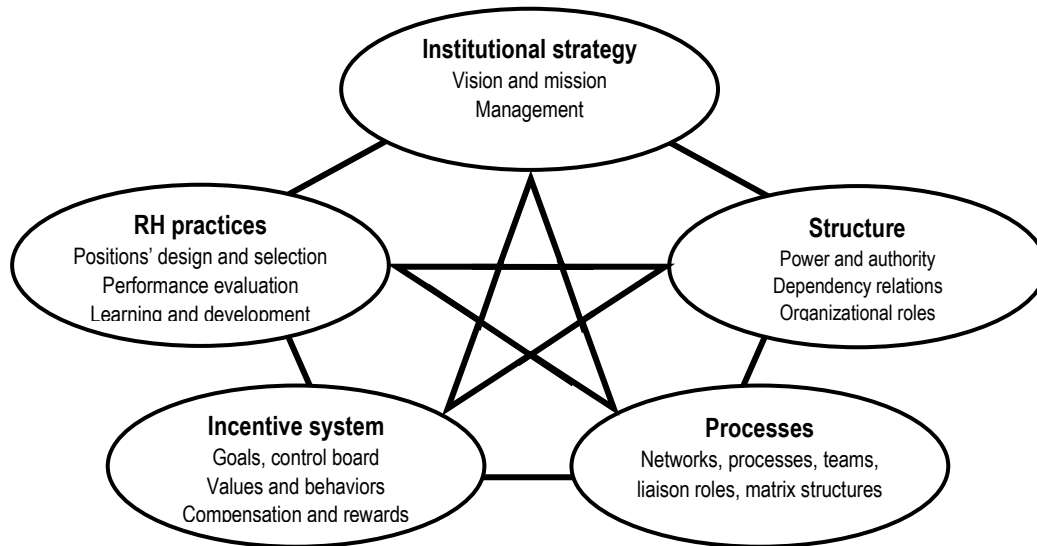 Institutional strategy
Vision and mission
Management
RH practices
Positions’ design and selection
Performance evaluation
Learning and development
Structure
Power and authority
Dependency relations
Organizational roles
Incentive system
Goals, control board
Values and behaviors
Compensation and rewards
Processes
Networks, processes, teams,
liaison roles, matrix structures